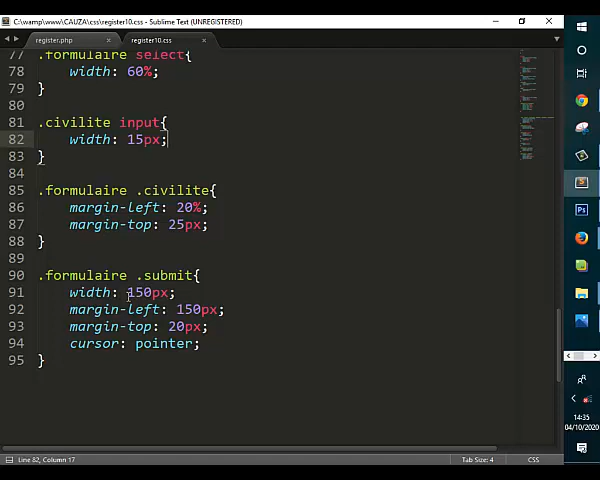 C:\wamp\www\CAUZA\css\register10.css - Sublime Text (UNREGISTERED)
register.php
register10.css
77 .formulaire select{
78 width: 60%;
79 }
80
81 .civilite input{
82 width: 15px;
83 }
84
85 .formulaire .civilite{
86 margin-left: 20%;
87 margin-top: 25px;
88 }
89
90 .formulaire .submit{
91 width: 150px;
92 margin-left: 150px;
93 margin-top: 20px;
94 cursor: pointer;
95 }
Line 82, Column 17
Tab Size: 4
CSS
Ps
14:35
04/10/2020